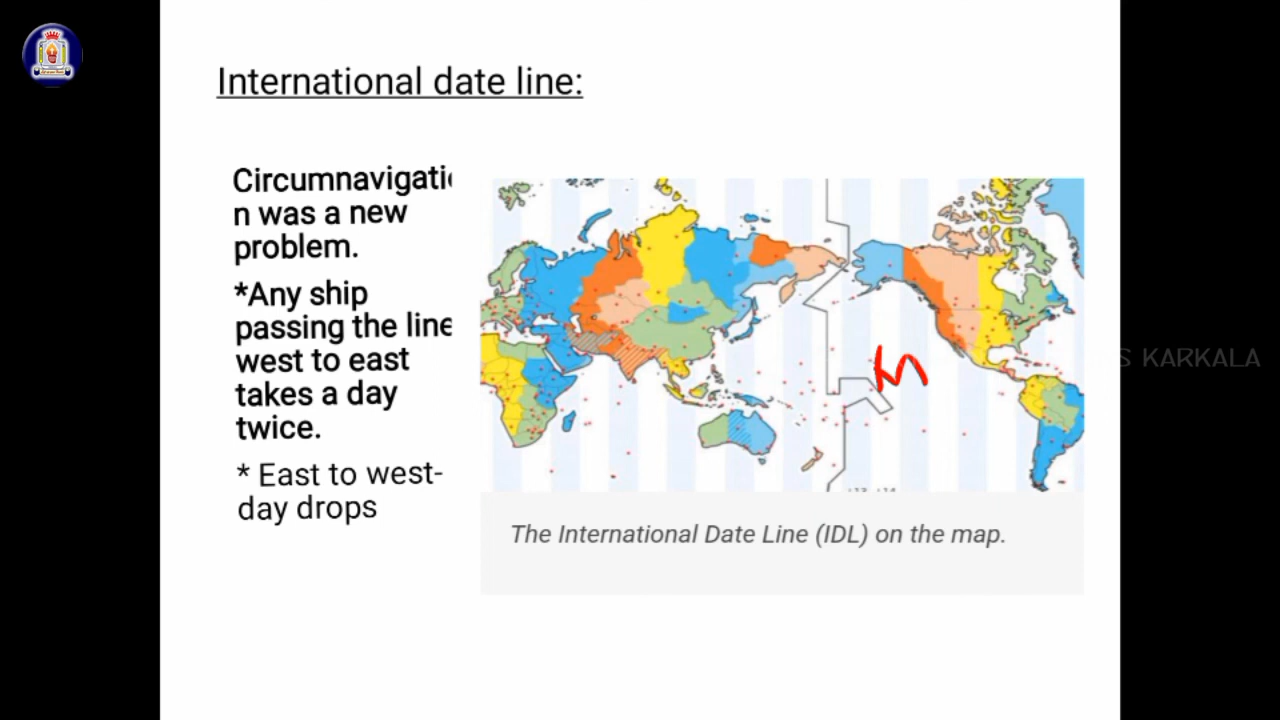 International date line:
Circumnavigati
n was a new
problem.
*Any ship
passing the line
west to east
takes a day
twice.
* East to west-
day drops
The International Date Line (IDL) on the map.
S KARKALA